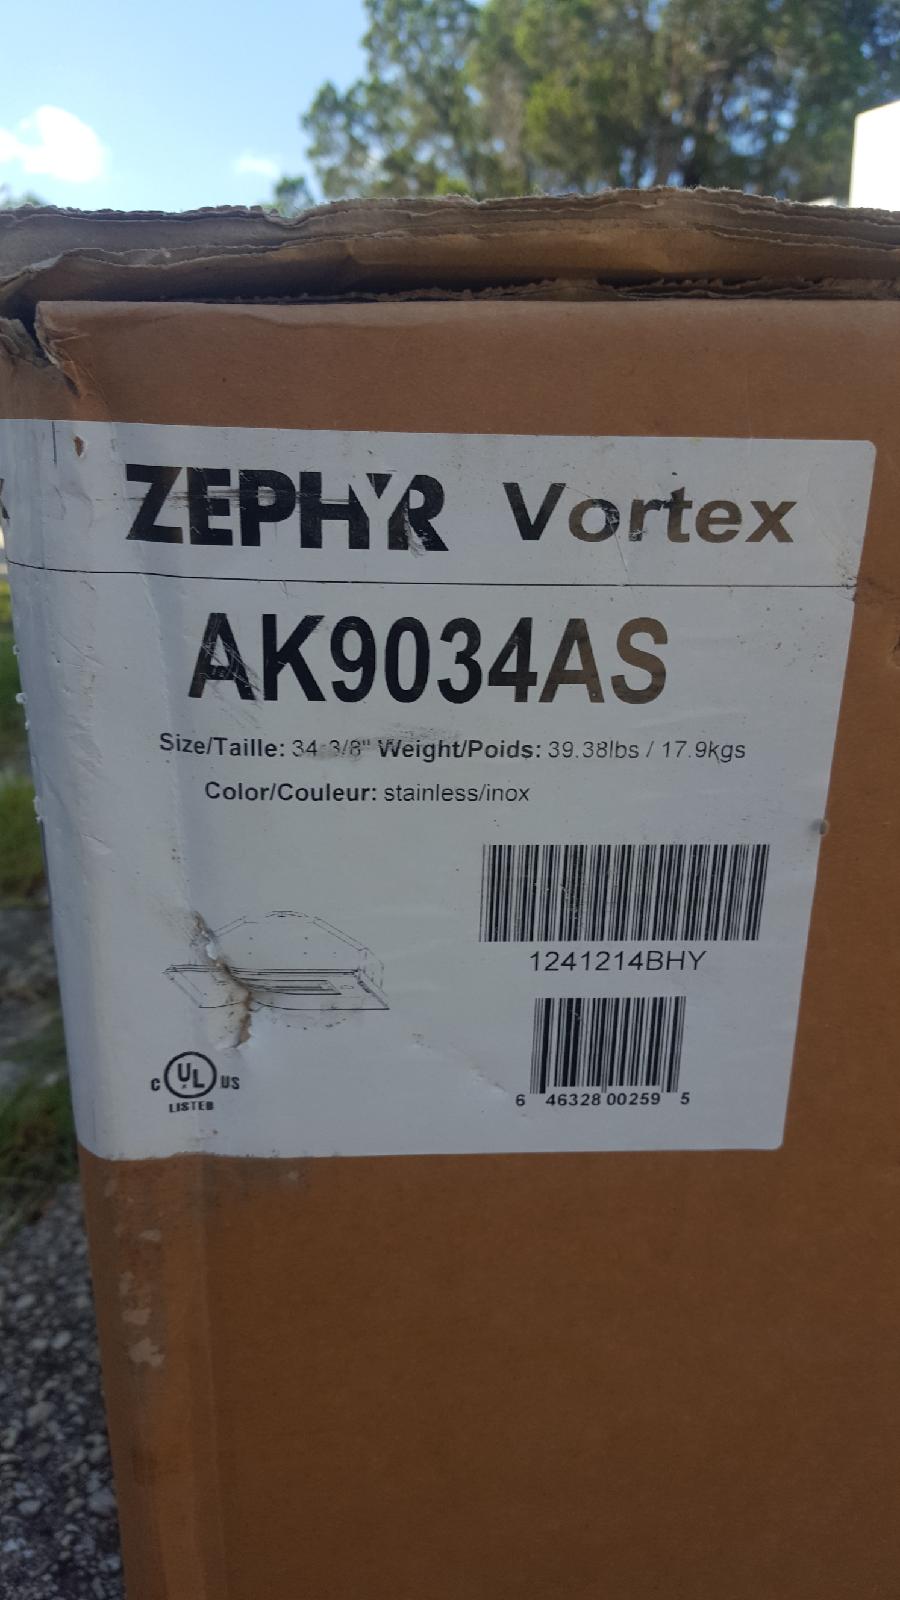 ZEPHYR Vortex
AK9034AS
Size/Taille: 34-3/8" Weight/Poids: 39.38lbs / 17.9kgs
Color/Couleur: stainless/inox
1241214BHY
6 46328 00259 5
C UL US
LISTED